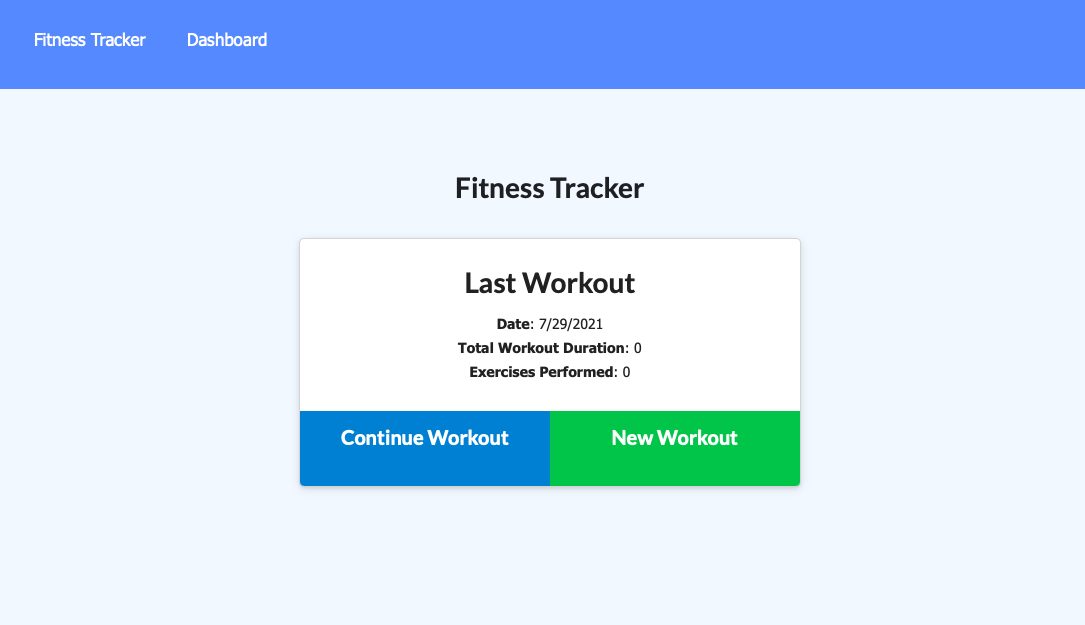 Fitness Tracker Dashboard
Fitness Tracker
Last Workout
Date: 7/29/2021
Total Workout Duration: 0
Exercises Performed: 0
Continue Workout New Workout